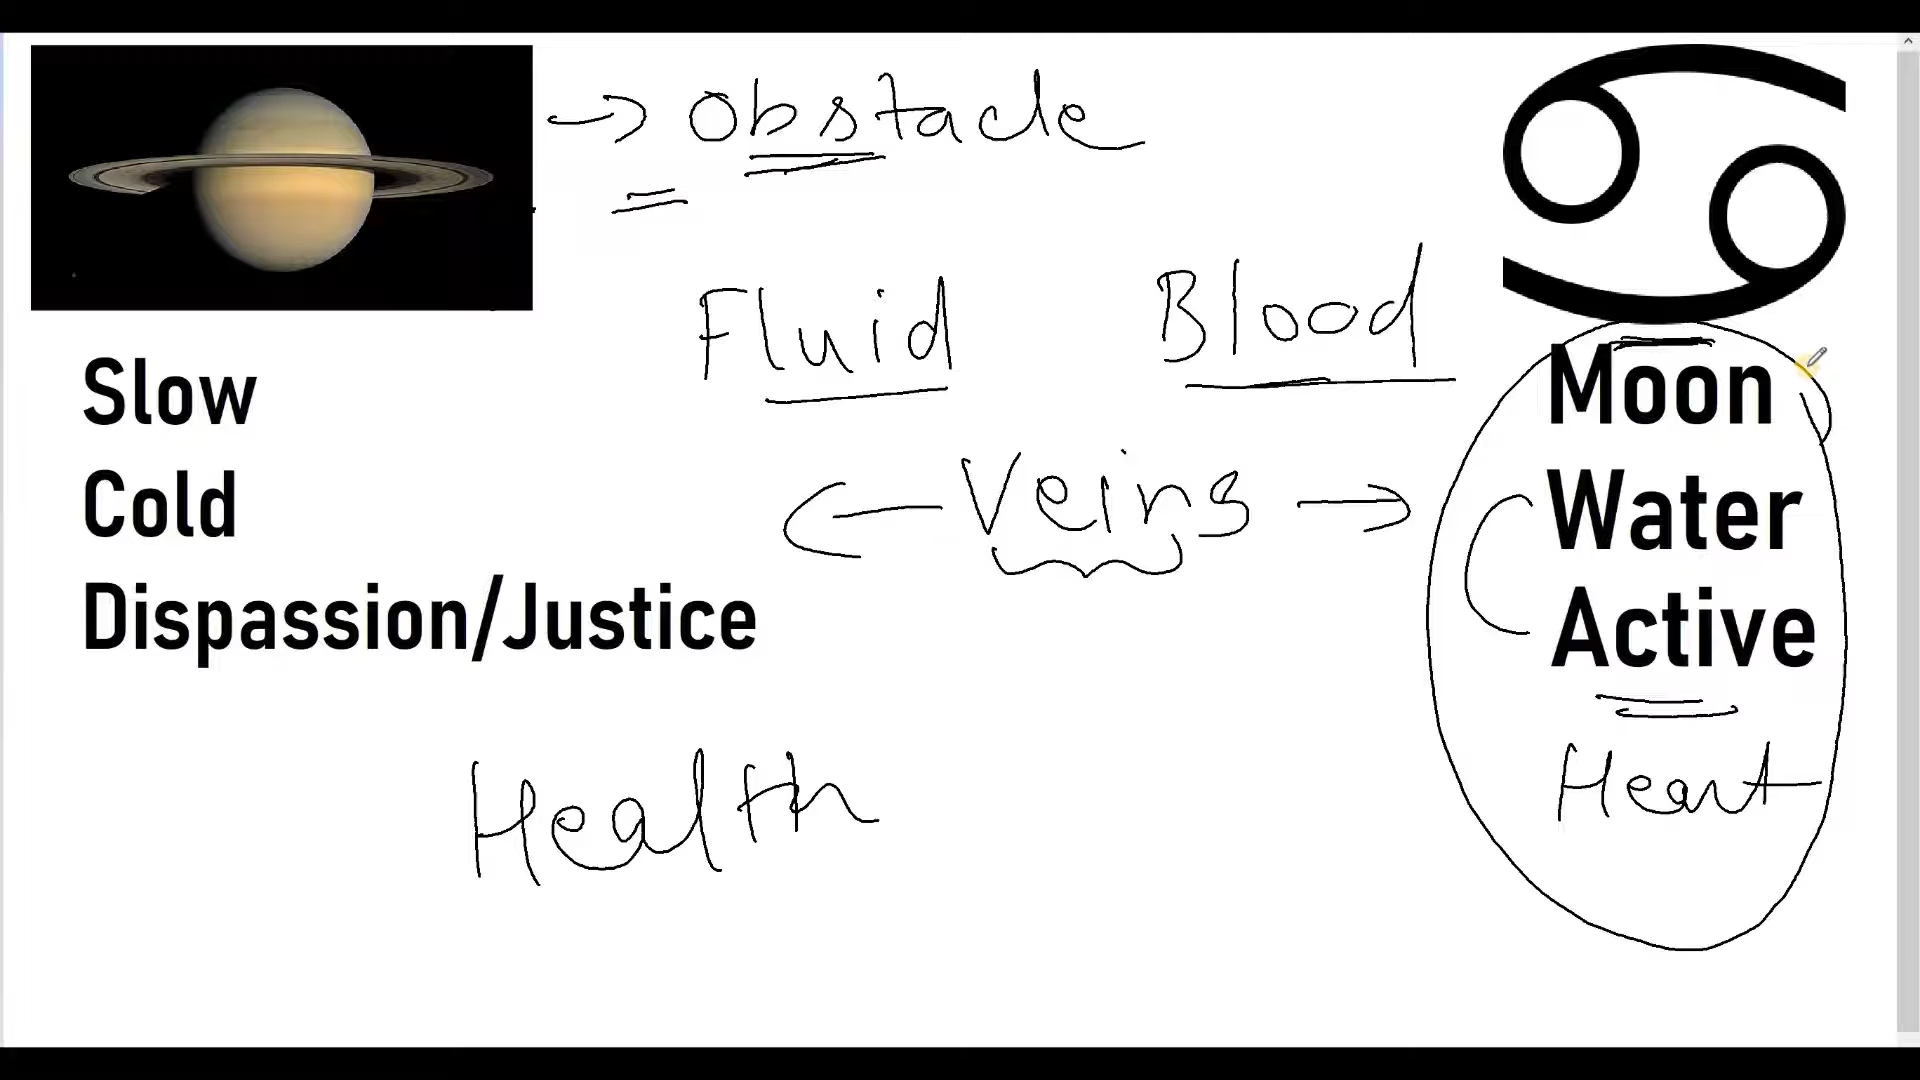 → Obstacle
Fluid Blood
Slow Moon
← Veins →
Cold Water
Dispassion/Justice Active
Heart
Health